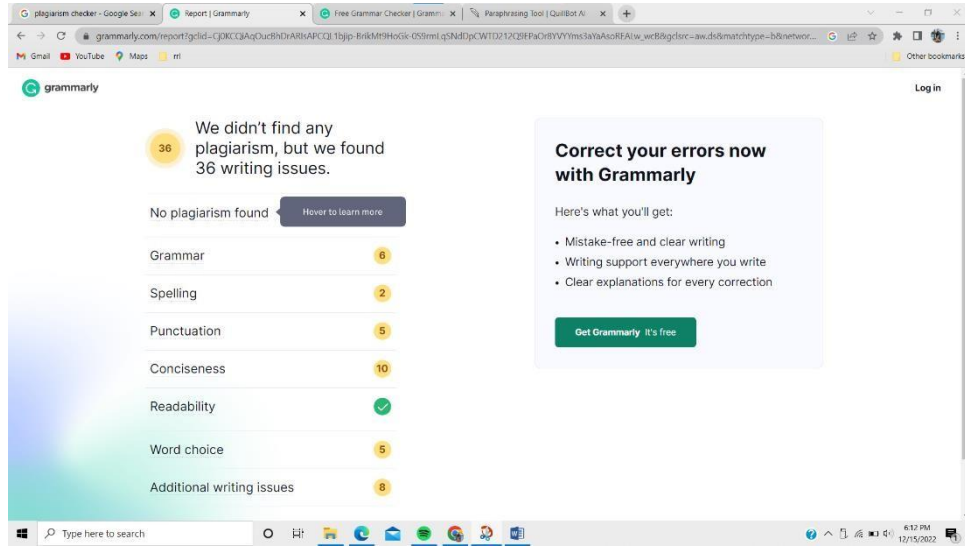 plagiarism checker - Google Sear
Report | Grammarly
Free Grammar Checker | Gramm
Paraphrasing Tool | QuillBot AI
Gmail
YouTube
Maps
Other bookmarks
grammarly
Log in
36
We didn't find any
plagiarism, but we found
36 writing issues.
No plagiarism found
Hover to learn more
Grammar 6
Spelling 2
Punctuation 5
Conciseness 10
Readability
Word choice 5
Additional writing issues 8
Correct your errors now
with Grammarly
Here's what you'll get:
• Mistake-free and clear writing
• Writing support everywhere you write
• Clear explanations for every correction
Get Grammarly It's free
Type here to search
6:12 PM
12/15/2022